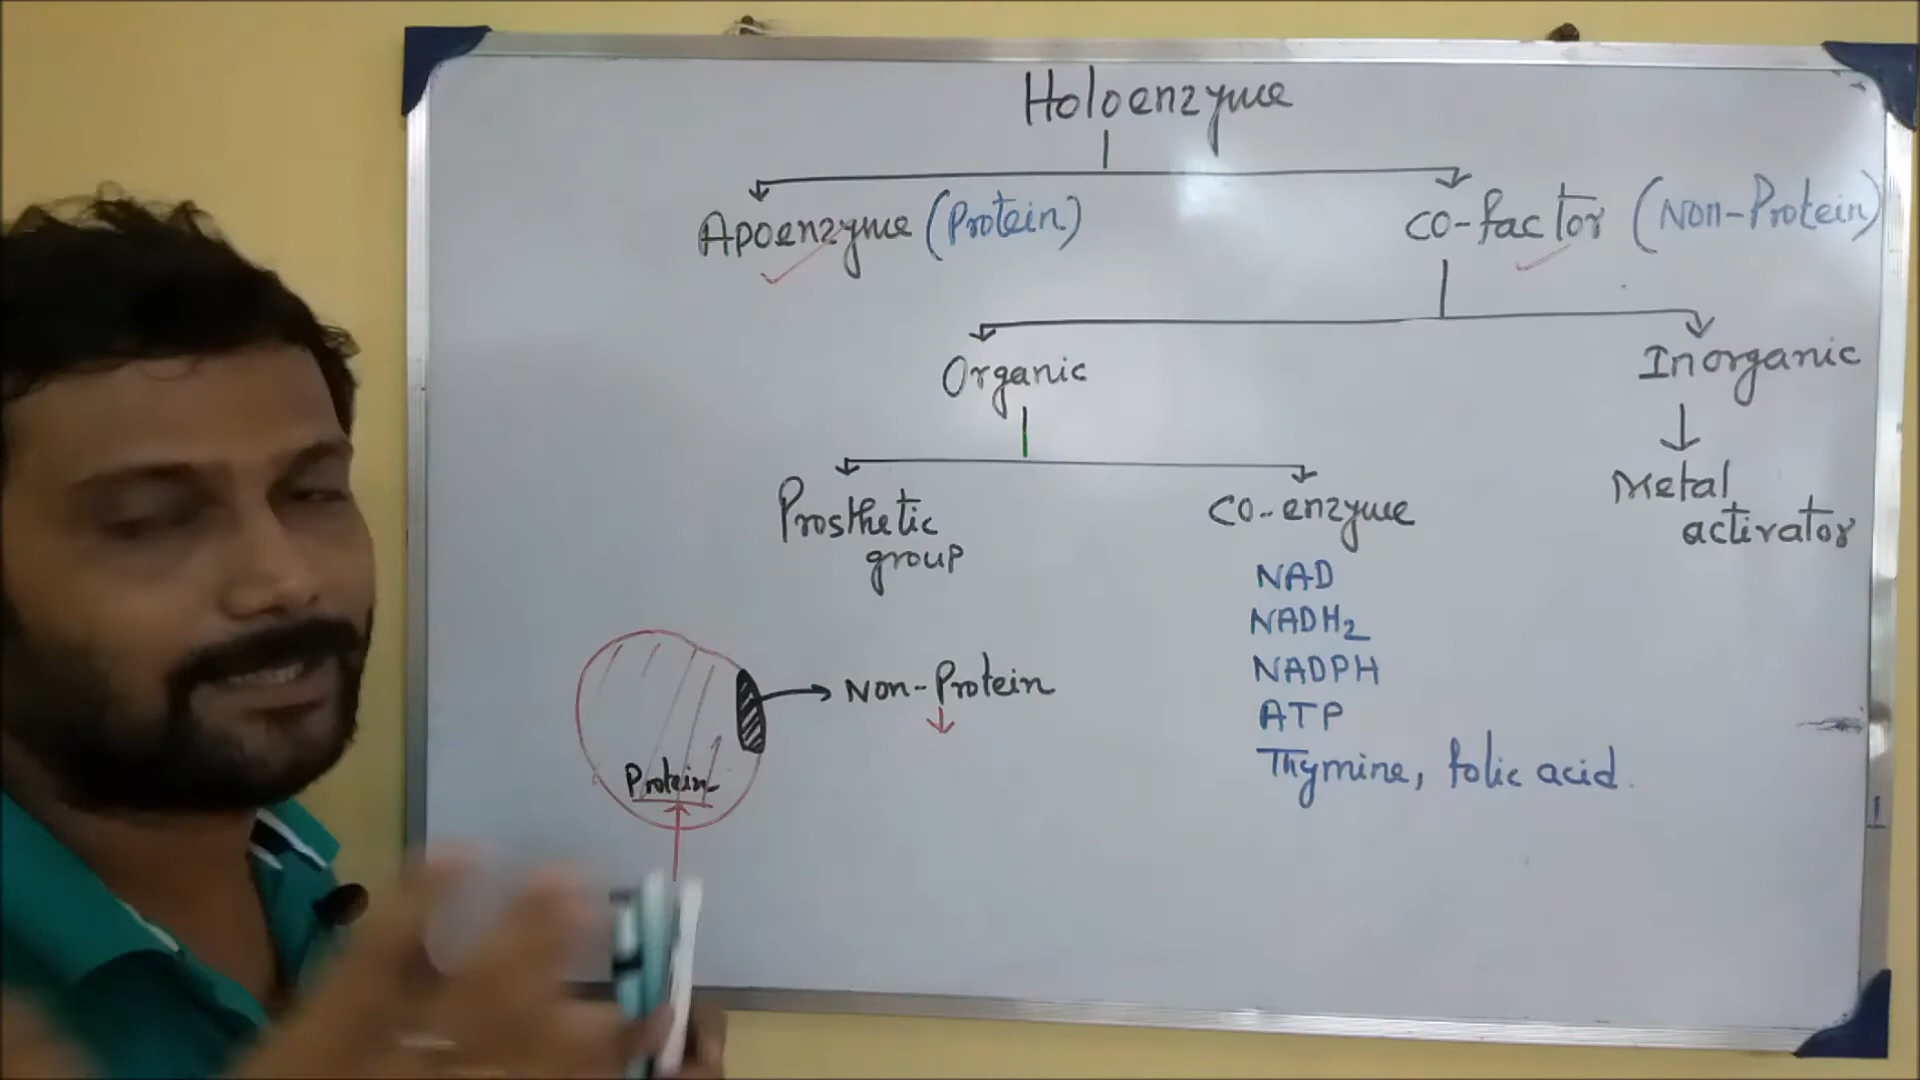 Holoenzyme
Apoenzyme (Protein)
Co-factor (Non-Protein)
Organic
Inorganic
Prosthetic
group
Co-enzyme
Metal
activator
NAD
NADH2
NADPH
ATP
Thymine, folic acid.
Non-Protein
Protein